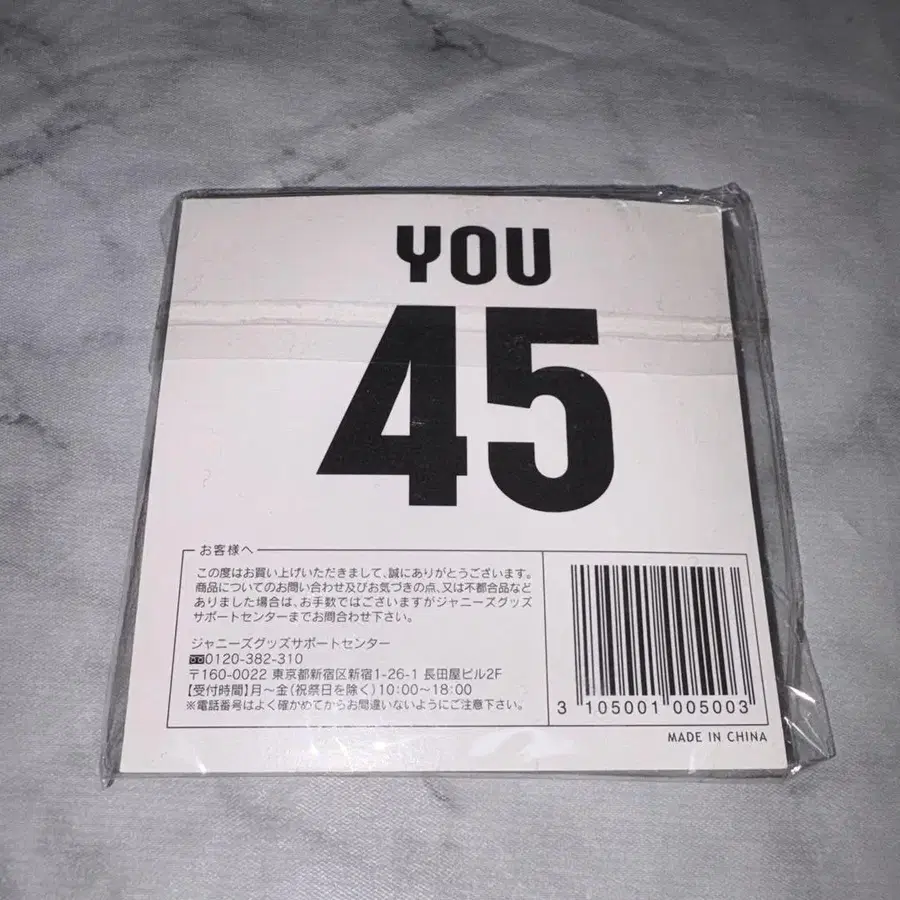 YOU
45
お客様へ
この度はお買い上げいただきまして、誠にありがとうございます。
商品についてのお問い合わせ及びお気づきの点、又は不都合品など
ありました場合は、お手数ではございますがジャニーズグッズ
サポートセンターまでお問合わせ下さい。
ジャニーズグッズサポートセンター
0120-382-310
〒160-0022 東京都新宿区新宿1-26-1 長田屋ビル2F
【受付時間】月～金(祝祭日を除く)10:00～18:00
※電話番号はよく確かめてからお間違いないようにご注意下さい。
3 105001 005003
MADE IN CHINA